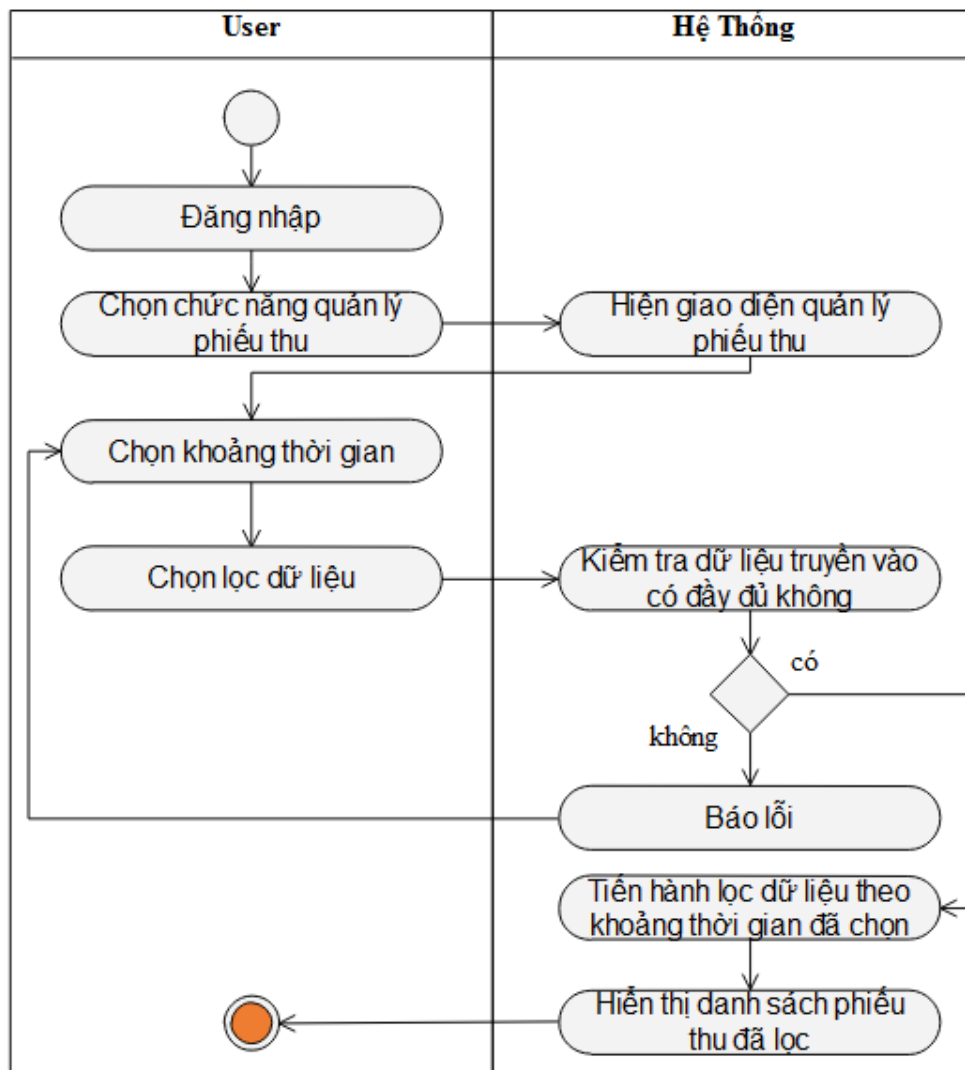 User
Hệ Thống
Đăng nhập
Chọn chức năng quản lý
phiếu thu
Hiện giao diện quản lý
phiếu thu
Chọn khoảng thời gian
Chọn lọc dữ liệu
Kiểm tra dữ liệu truyền vào
có đầy đủ không
có
không
Báo lỗi
Tiến hành lọc dữ liệu theo
khoảng thời gian đã chọn
Hiển thị danh sách phiếu
thu đã lọc